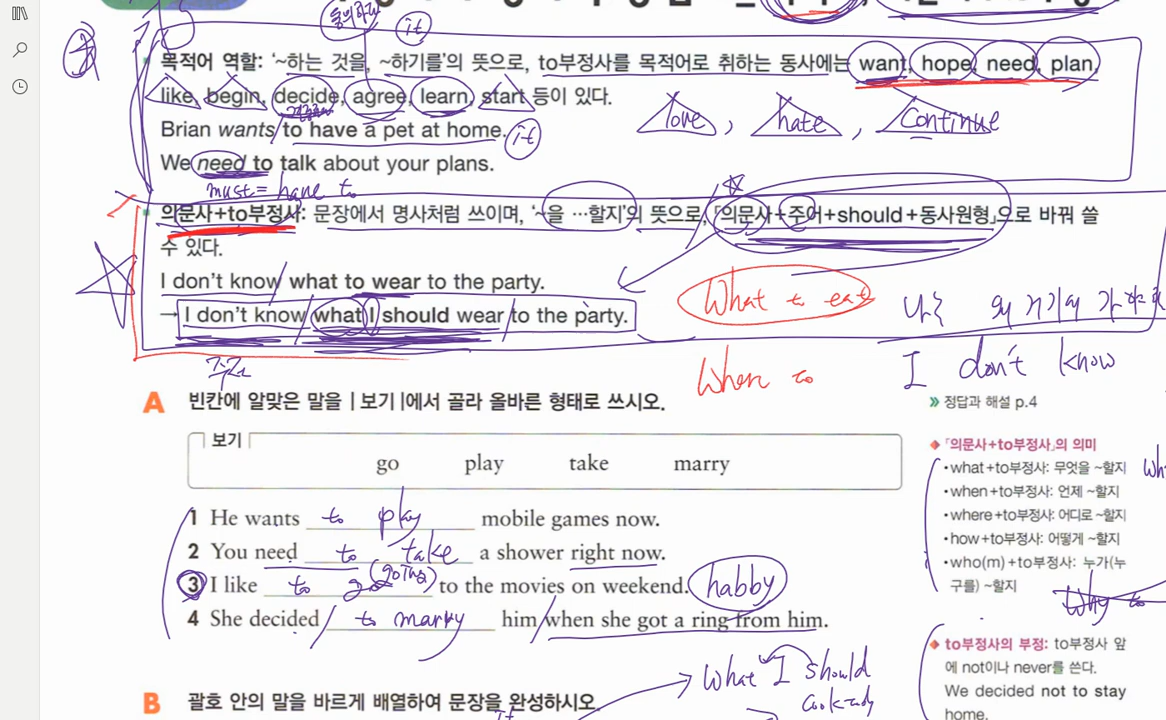 it
목적어 역할: '~하는 것을, ~하기를'의 뜻으로, to부정사를 목적어로 취하는 동사에는 want, hope, need, plan,
like, begin, decide, agree, learn, start 등이 있다.
love, hate, continue
Brian wants to have a pet at home. it
We need to talk about your plans.
must = have to
의문사+to부정사: 문장에서 명사처럼 쓰이며, '~을 …할지'의 뜻으로, 「의문사+주어+should+동사원형」으로 바꿔 쓸
수 있다.
I don't know what to wear to the party.
→ I don't know what I should wear to the party.
What to eat
When to
I don't know
A 빈칸에 알맞은 말을 |보기|에서 골라 올바른 형태로 쓰시오.
보기
go play take marry
1 He wants to play mobile games now.
2 You need to take a shower right now.
3 I like to go (going) to the movies on weekend. habby
4 She decided to marry him when she got a ring from him.
B 괄호 안의 말을 바르게 배열하여 문장을 완성하시오.
What I should
» 정답과 해설 p.4
「의문사+to부정사」의 의미
•what+to부정사: 무엇을 ~할지
•when+to부정사: 언제 ~할지
•where+to부정사: 어디로 ~할지
•how+to부정사: 어떻게 ~할지
•who(m)+to부정사: 누가(누
구를) ~할지
Why to
to부정사의 부정: to부정사 앞
에 not이나 never를 쓴다.
We decided not to stay
home.